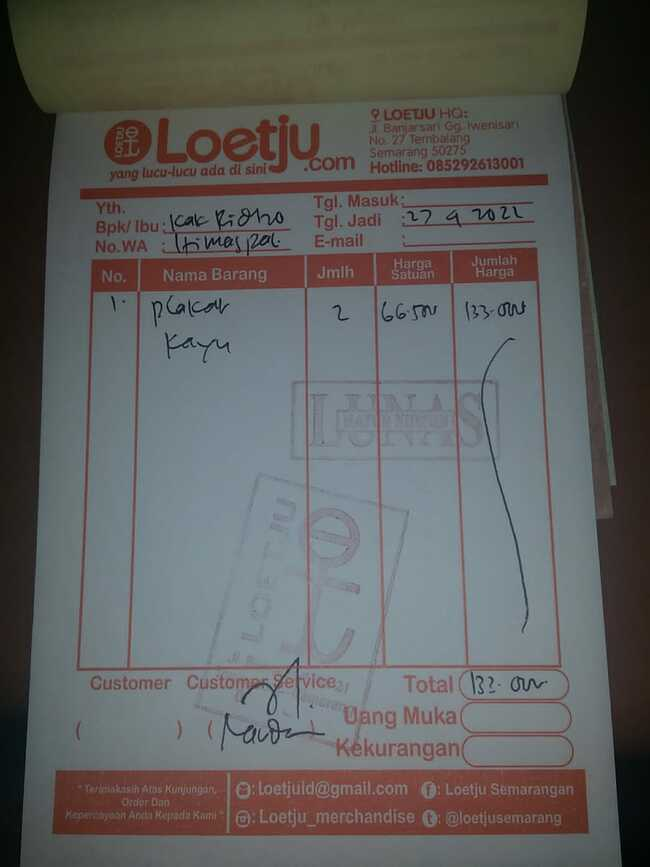 Loetju.com
yang lucu-lucu ada di sini
LOETJU HQ:
Jl. Banjarsari Gg. Iwenisari
No. 27 Tembalang
Semarang 50275
Hotline: 085292613001
Yth.
Bpk/ Ibu : Kak Ridho
No.WA : Himaspal
Tgl. Masuk:
Tgl. Jadi : 27 9 2021
E-mail :
No. Nama Barang Jmlh Harga Satuan Jumlah Harga
1. Plakat 2 66.500 133.000
Kayu
LUNAS
MATUR NUWUN
LOETJU
Customer Customer Service
( ) ( )
Total 133.000
Uang Muka
Kekurangan
" Terimakasih Atas Kunjungan,
Order Dan
Kepercayaan Anda Kepada Kami "
: LoetjuId@gmail.com
: Loetju Semarangan
: Loetju_merchandise
: @loetjusemarang